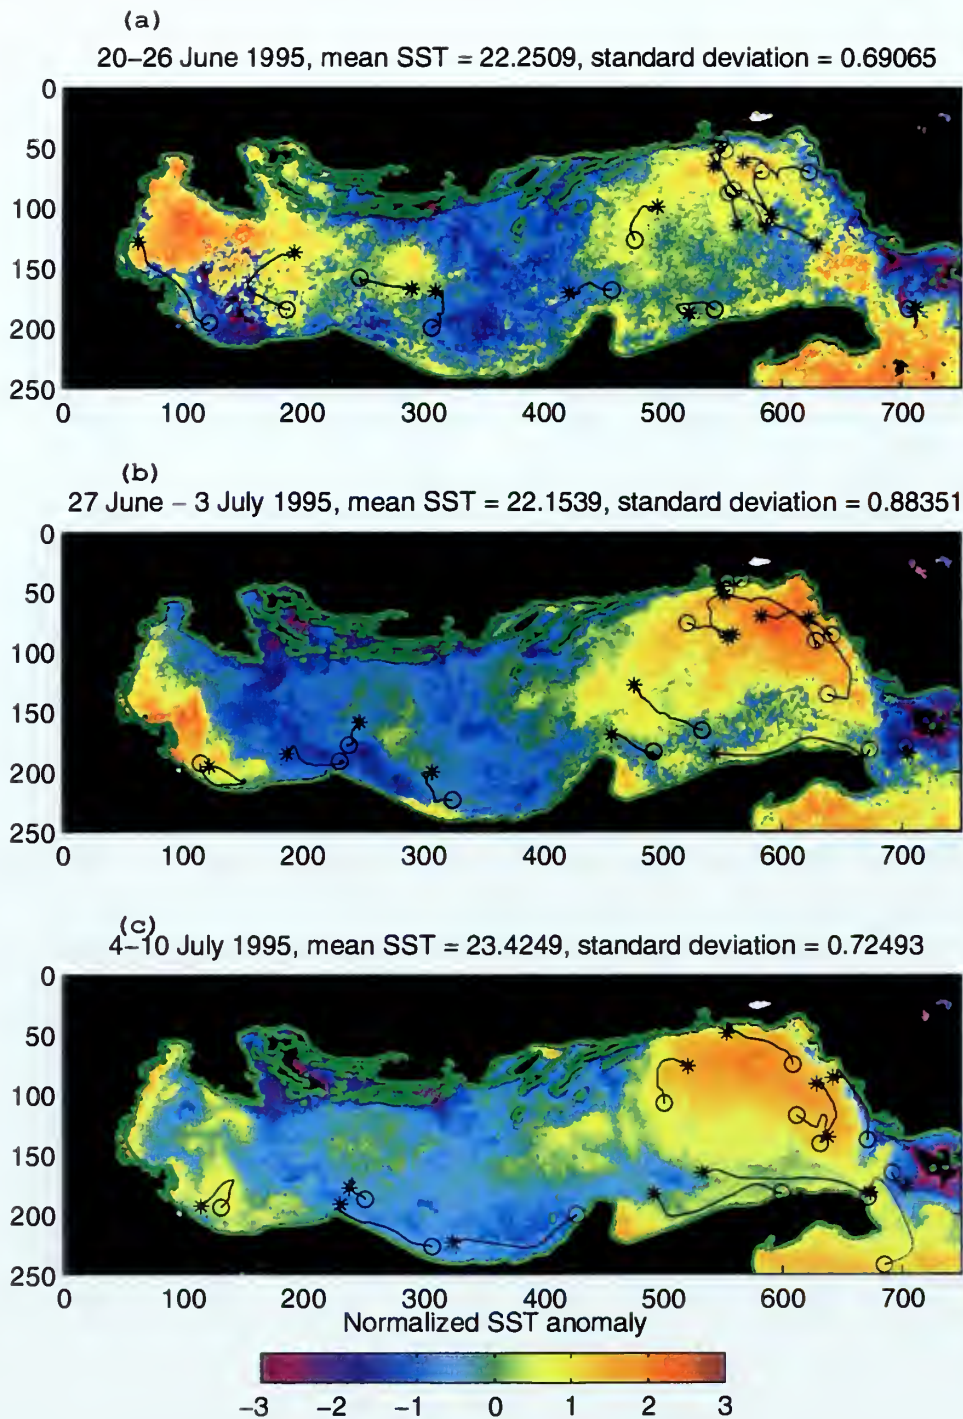 (a)
20–26 June 1995, mean SST = 22.2509, standard deviation = 0.69065
0
50
100
150
200
250
0 100 200 300 400 500 600 700
(b)
27 June – 3 July 1995, mean SST = 22.1539, standard deviation = 0.88351
0
50
100
150
200
250
0 100 200 300 400 500 600 700
(c)
4–10 July 1995, mean SST = 23.4249, standard deviation = 0.72493
0
50
100
150
200
250
0 100 200 300 400 500 600 700
Normalized SST anomaly
-3 -2 -1 0 1 2 3